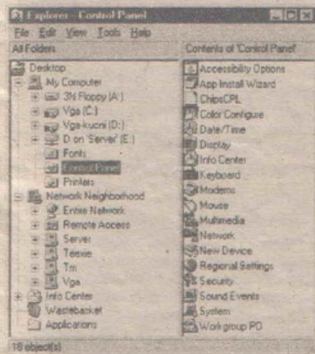 Explorer - Control Panel
File Edit View Tools Help
All Folders
Contents of 'Control Panel'
Desktop
My Computer
3½ Floppy (A:)
Vga (C:)
Vga-kucni (D:)
D on 'Server' (E:)
Fonts
Control Panel
Printers
Network Neighborhood
Entire Network
Remote Access
Server
Teewe
Tm
Vga
Info Center
Wastebasket
Applications
Accessibility Options
App Install Wizard
ChipsCPL
Color Configure
Date/Time
Display
Info Center
Keyboard
Modems
Mouse
Multimedia
Network
New Device
Regional Settings
Security
Sound Events
System
Workgroup PO
18 object(s)